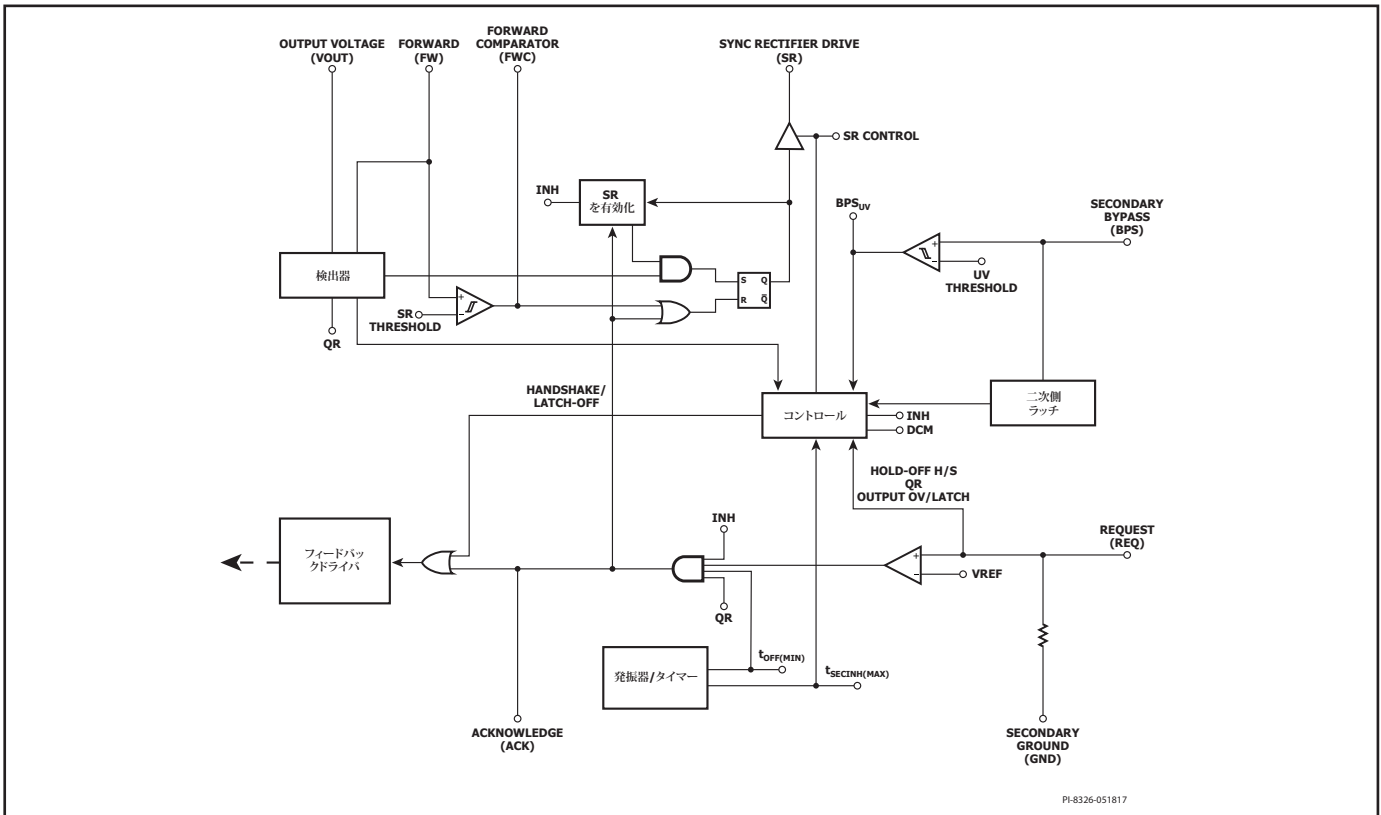 OUTPUT VOLTAGE
(VOUT)
FORWARD
(FW)
FORWARD
COMPARATOR
(FWC)
SYNC RECTIFIER DRIVE
(SR)
SR CONTROL
INH
SR
を有効化
BPSUV
SECONDARY
BYPASS
(BPS)
+
−
UV
THRESHOLD
検出器
S Q
R Q̅
+
−
SR
THRESHOLD
QR
HANDSHAKE/
LATCH-OFF
コントロール
INH
DCM
二次側
ラッチ
HOLD-OFF H/S
QR
OUTPUT OV/LATCH
INH
REQUEST
(REQ)
フィードバッ
クドライバ
+
−
VREF
QR
発振器/タイマー
tOFF(MIN)
tSECINH(MAX)
ACKNOWLEDGE
(ACK)
SECONDARY
GROUND
(GND)
PI-8326-051817